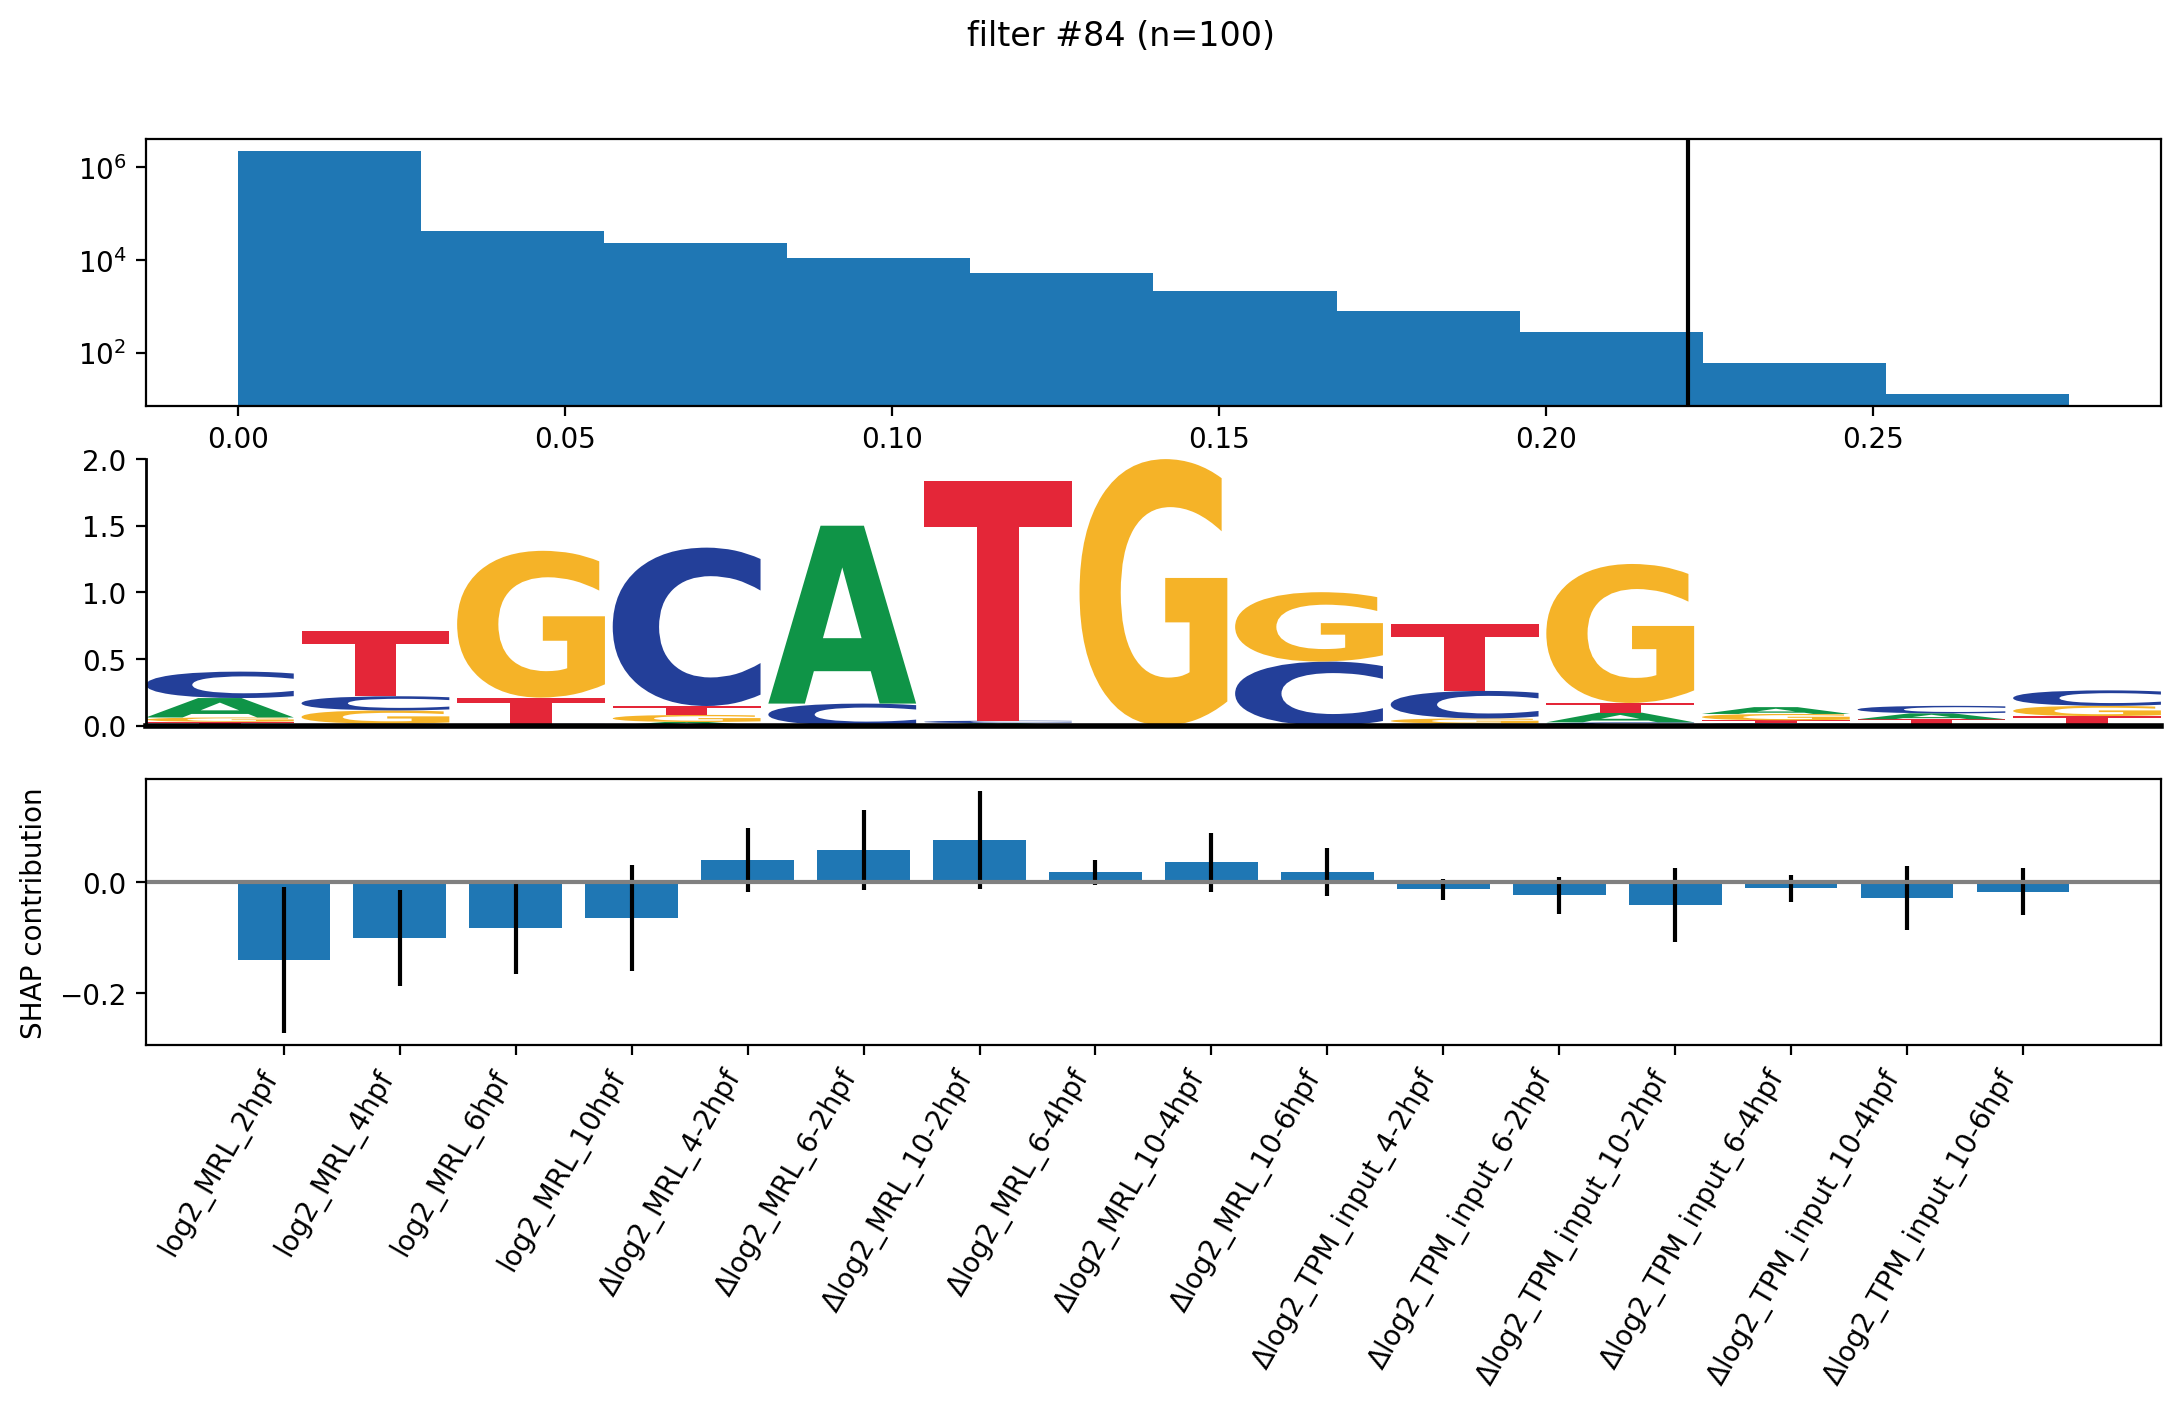 filter #84 (n=100)
10^6
10^4
10^2
0.00 0.05 0.10 0.15 0.20 0.25
2.0
1.5
1.0
0.5
0.0
C T G C A T G G T G A C C
A C T T C C C C T G A G
G G G G A T T T
SHAP contribution
0.0
−0.2
log2_MRL_2hpf
log2_MRL_4hpf
log2_MRL_6hpf
log2_MRL_10hpf
Δlog2_MRL_4-2hpf
Δlog2_MRL_6-2hpf
Δlog2_MRL_10-2hpf
Δlog2_MRL_6-4hpf
Δlog2_MRL_10-4hpf
Δlog2_MRL_10-6hpf
Δlog2_TPM_input_4-2hpf
Δlog2_TPM_input_6-2hpf
Δlog2_TPM_input_10-2hpf
Δlog2_TPM_input_6-4hpf
Δlog2_TPM_input_10-4hpf
Δlog2_TPM_input_10-6hpf